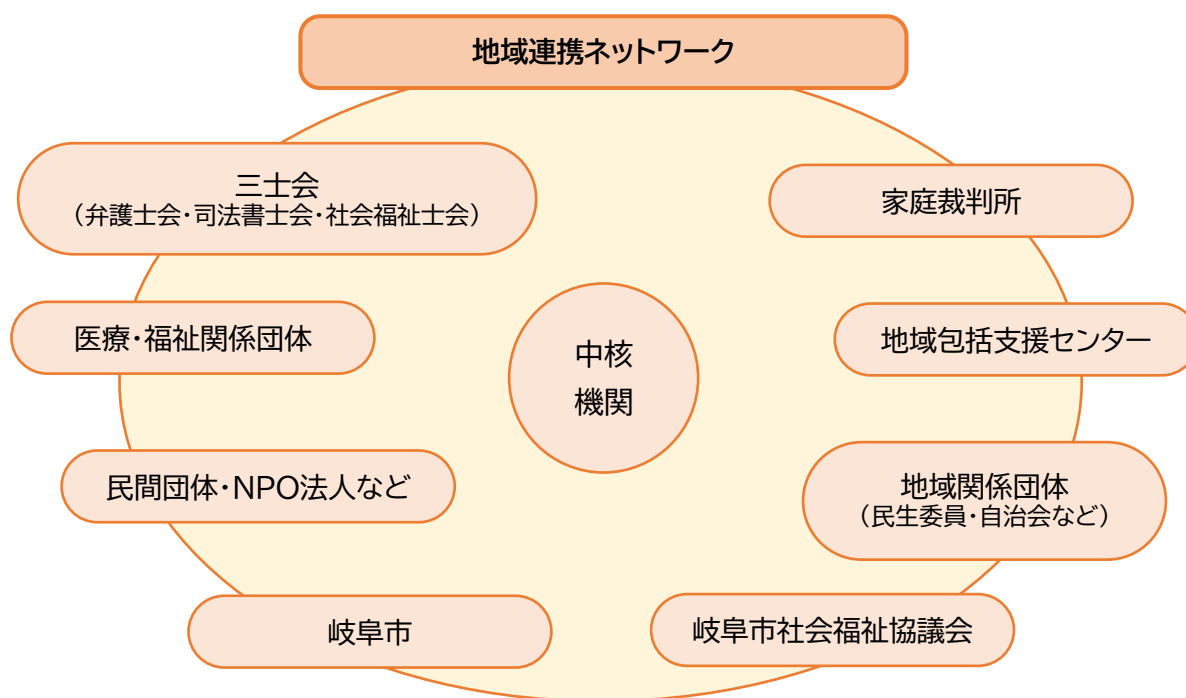 地域連携ネットワーク
三士会
（弁護士会・司法書士会・社会福祉士会）
家庭裁判所
医療・福祉関係団体
地域包括支援センター
中核
機関
民間団体・NPO法人など
地域関係団体
（民生委員・自治会など）
岐阜市
岐阜市社会福祉協議会